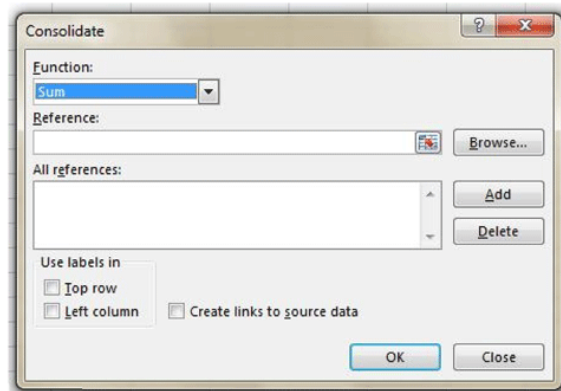 Consolidate
?
Function:
Sum
Reference:
Browse...
All references:
Add
Delete
Use labels in
Top row
Left column
Create links to source data
OK
Close